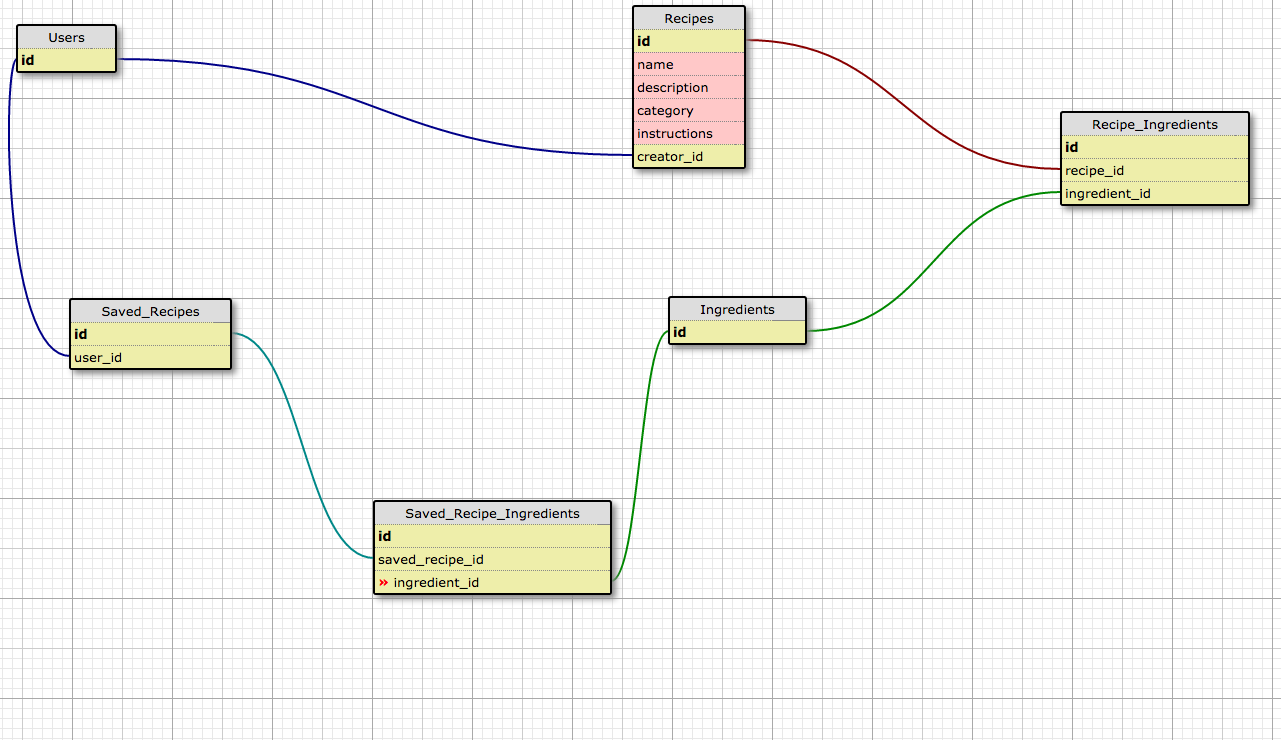 Users
id
Recipes
id
name
description
category
instructions
creator_id
Recipe_Ingredients
id
recipe_id
ingredient_id
Saved_Recipes
id
user_id
Ingredients
id
Saved_Recipe_Ingredients
id
saved_recipe_id
» ingredient_id